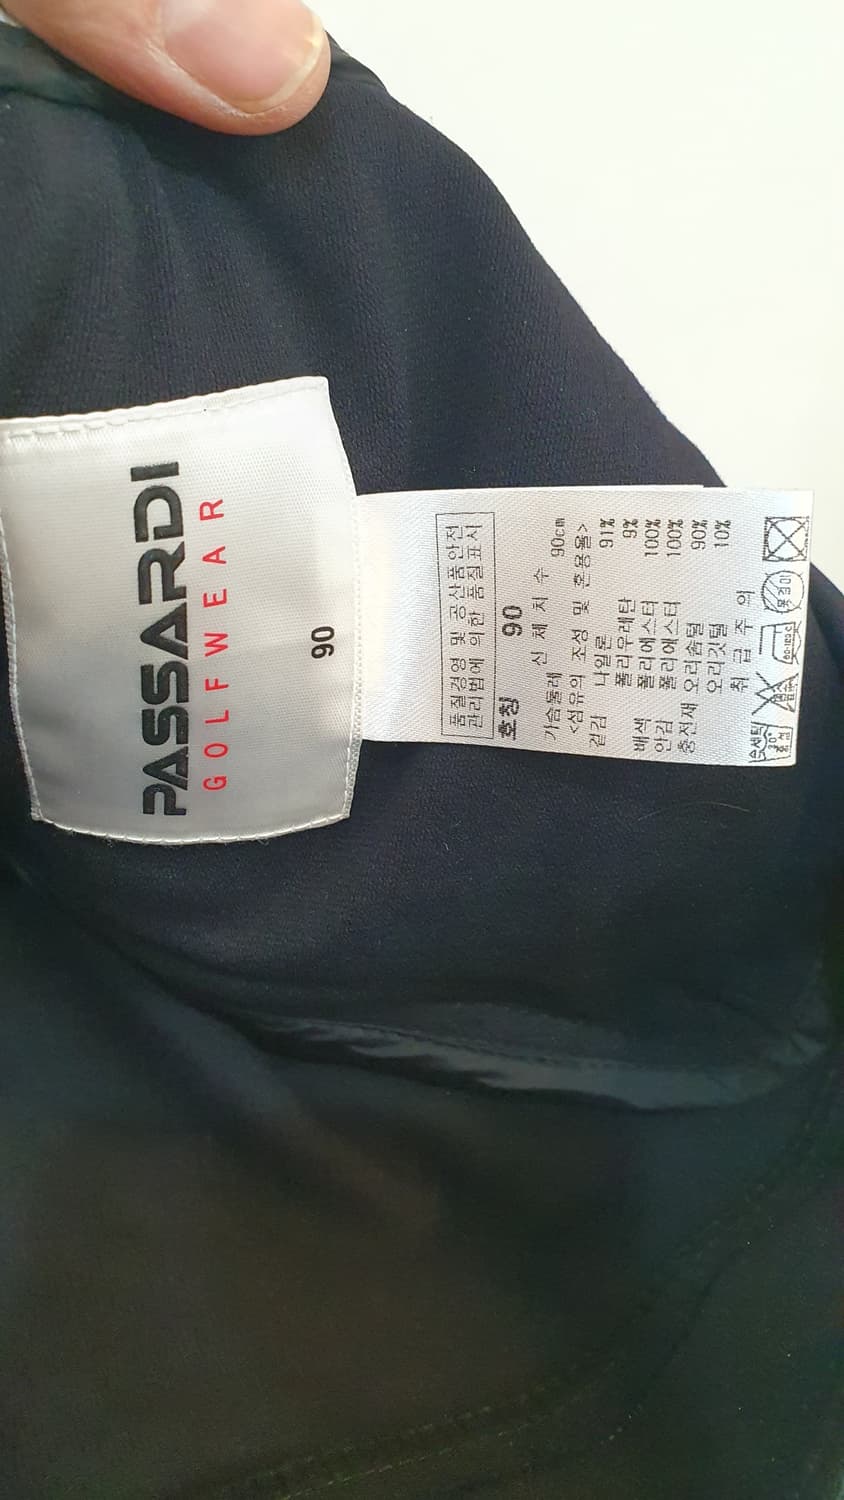 PASSARDI
GOLFWEAR
90
품질경영 및 공산품안전
관리법에 의한 품질표시
호칭 90
신 체 치 수
가슴둘레 90cm
<섬유의 조성 및 혼용율>
겉감 나일론 91%
폴리우레탄 9%
배색 폴리에스터 100%
안감 폴리에스터 100%
충전재 오리솜털 90%
오리깃털 10%
취 급 주 의